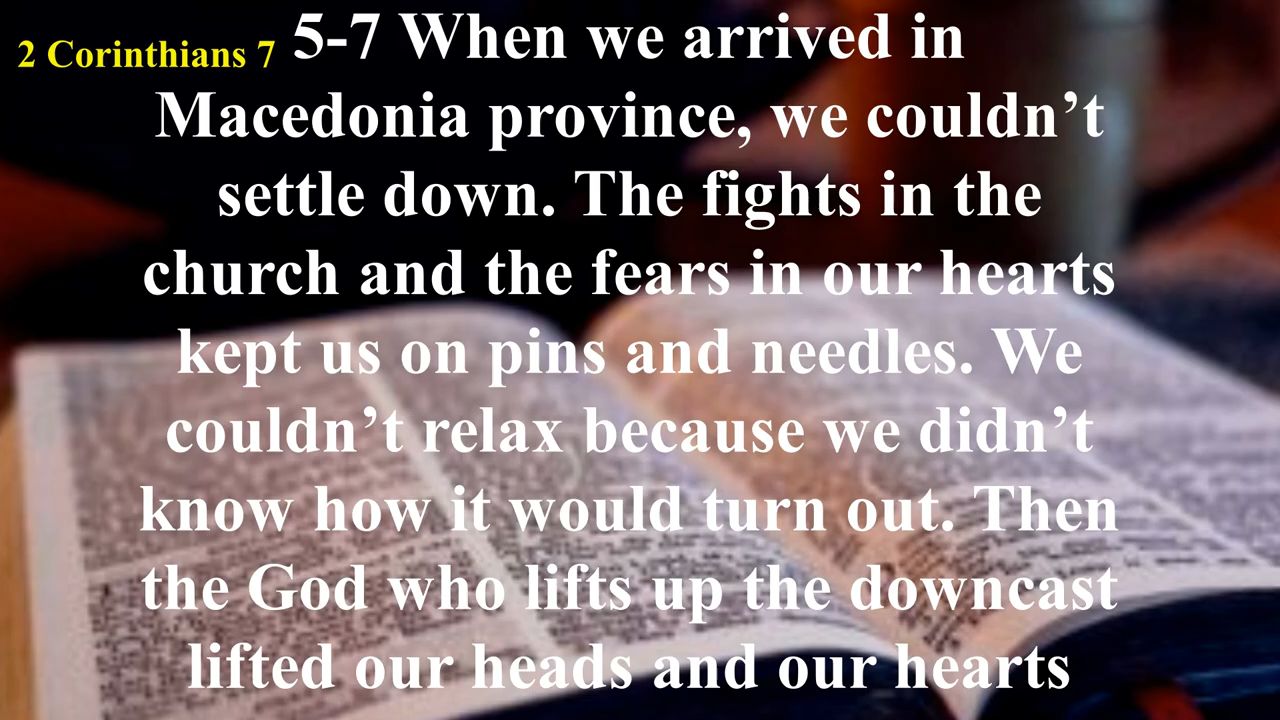 2 Corinthians 7 5-7 When we arrived in
Macedonia province, we couldn’t
settle down. The fights in the
church and the fears in our hearts
kept us on pins and needles. We
couldn’t relax because we didn’t
know how it would turn out. Then
the God who lifts up the downcast
lifted our heads and our hearts